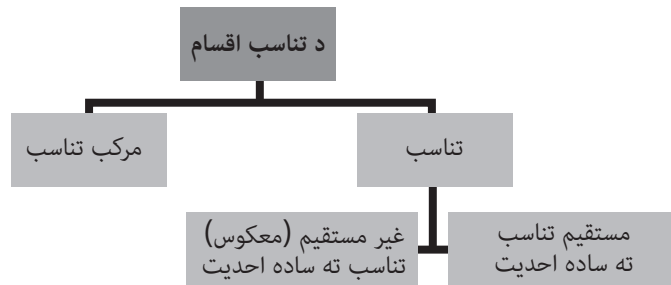 د تناسب اقسام
تناسب
مرکب تناسب
مستقیم تناسب
ته ساده احدیت
غیر مستقیم (معکوس)
تناسب ته ساده احدیت